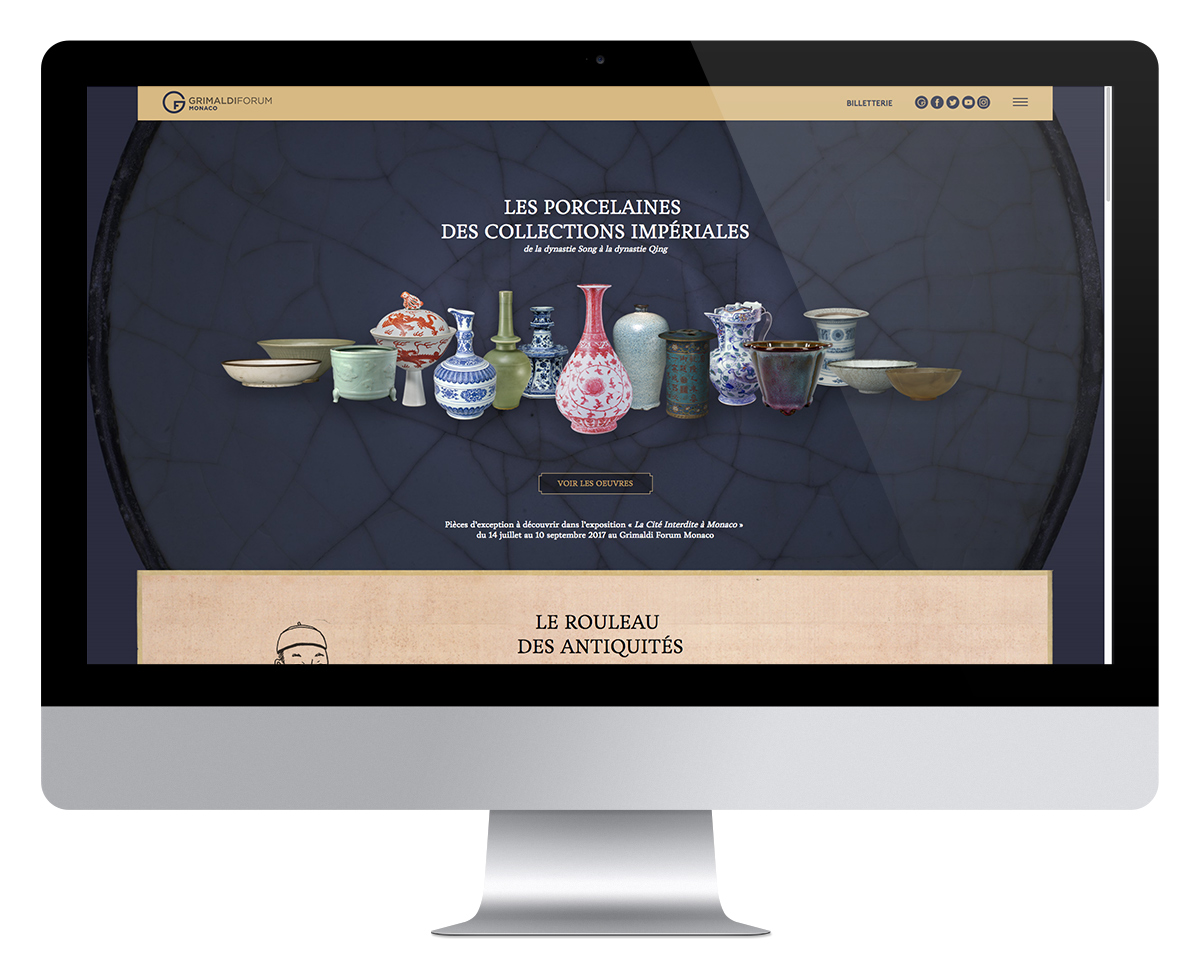 GRIMALDIFORUM
MONACO
BILLETTERIE
LES PORCELAINES
DES COLLECTIONS IMPÉRIALES
de la dynastie Song à la dynastie Qing
VOIR LES OEUVRES
Pièces d'exception à découvrir dans l'exposition « La Cité Interdite à Monaco »
du 14 juillet au 10 septembre 2017 au Grimaldi Forum Monaco
LE ROULEAU
DES ANTIQUITÉS